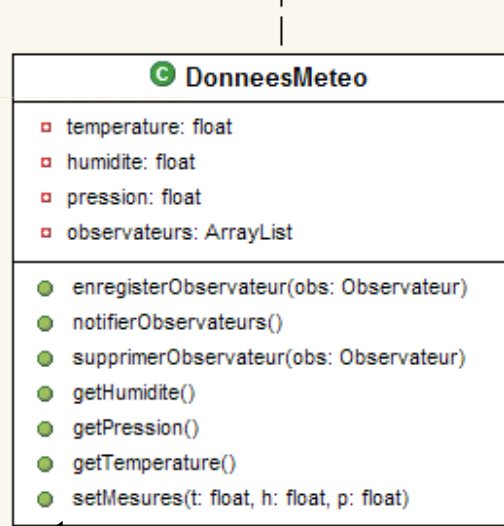 C DonneesMeteo
temperature: float
humidite: float
pression: float
observateurs: ArrayList
enregisterObservateur(obs: Observateur)
notifierObservateurs()
supprimerObservateur(obs: Observateur)
getHumidite()
getPression()
getTemperature()
setMesures(t: float, h: float, p: float)